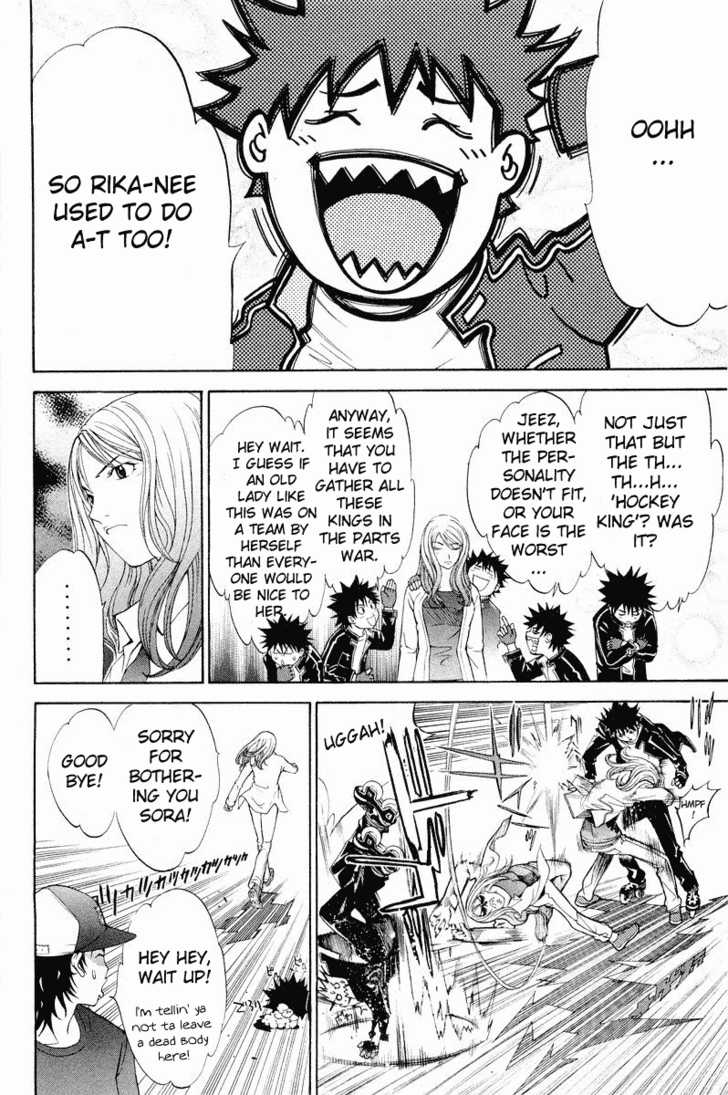 OOHH
...
SO RIKA-NEE
USED TO DO
A-T TOO!
NOT JUST
THAT BUT
THE TH...
TH...H...
'HOCKEY
KING'? WAS
IT?
JEEZ,
WHETHER
THE PER-
SONALITY
DOESN'T FIT,
OR YOUR
FACE IS THE
WORST
...
ANYWAY,
IT SEEMS
THAT YOU
HAVE TO
GATHER ALL
THESE
KINGS IN
THE PARTS
WAR.
HEY WAIT.
I GUESS IF
AN OLD
LADY LIKE
THIS WAS ON
A TEAM BY
HERSELF
THAN EVERY-
ONE WOULD
BE NICE TO
HER.
........
HMPF
UGGAH!
SORRY
FOR
BOTHER-
ING YOU
SORA!
GOOD
BYE!
HEY HEY,
WAIT UP!
I'm tellin' ya
not ta leave
a dead body
here!